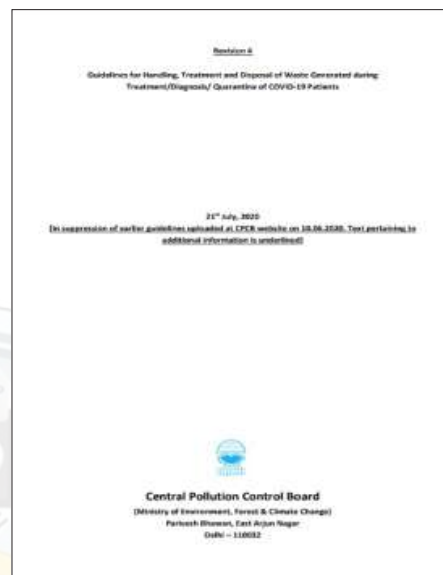 Revision 4
Guidelines for Handling, Treatment and Disposal of Waste Generated during
Treatment/Diagnosis/ Quarantine of COVID-19 Patients
21st July, 2020
[In suppression of earlier guidelines uploaded at CPCB website on 10.06.2020. Text pertaining to
additional information is underlined]
Central Pollution Control Board
(Ministry of Environment, Forest & Climate Change)
Parivesh Bhawan, East Arjun Nagar
Delhi – 110032